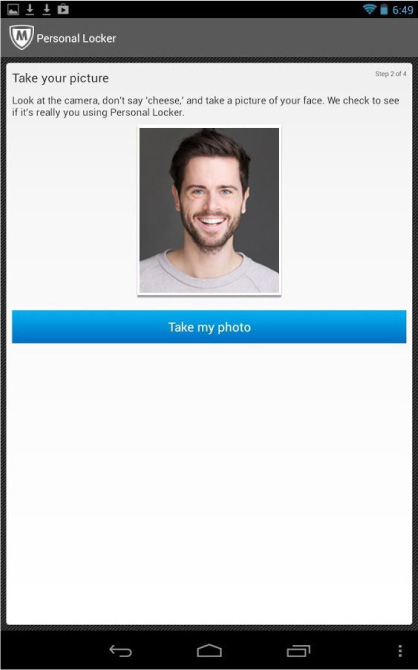 6:49
M Personal Locker
Take your picture
Step 2 of 4
Look at the camera, don't say 'cheese,' and take a picture of your face. We check to see
if it's really you using Personal Locker.
Take my photo